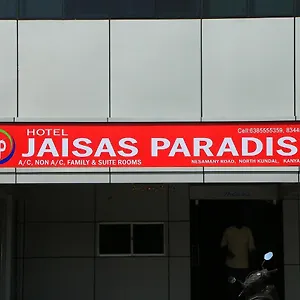 HOTEL
Cell:6385555359, 8344
JAISAS PARADIS
A/C, NON A/C, FAMILY & SUITE ROOMS
NESAMANY ROAD, NORTH KUNDAL, KANYA